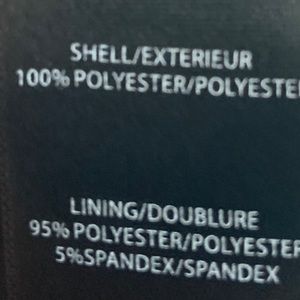 SHELL/EXTERIEUR
100% POLYESTER/POLYESTE
LINING/DOUBLURE
95% POLYESTER/POLYESTER
5%SPANDEX/SPANDEX